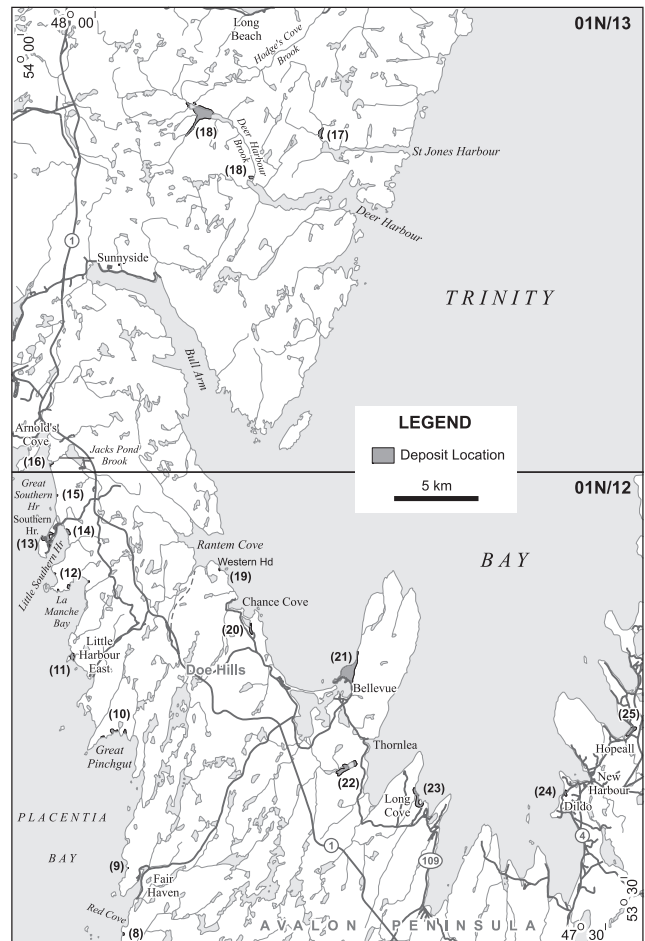 48° 00'
54° 00'
01N/13
Long
Beach
Hodge's Cove
Brook
(18)
Deer Harbour
Brook
(17)
St Jones Harbour
(18)
Deer Harbour
1
Sunnyside
TRINITY
Bull Arm
LEGEND
Deposit Location
5 km
Arnold's
Cove
Jacks Pond
Brook
(16)
01N/12
Great
Southern
Hr
(15)
Southern
Hr.
(14)
(13)
Little Southern Hr
Rantem Cove
BAY
Western Hd
(19)
(12)
La
Manche
Bay
Chance Cove
(20)
Little
Harbour
East
(11)
Doe Hills
(21)
Bellevue
(10)
Great
Pinchgut
(25)
Hopeall
Thornlea
(22)
Long
Cove
(23)
New
Harbour
(24)
Dildo
PLACENTIA
BAY
1
4
109
(9)
Fair
Haven
Red Cove
(8)
AVALON PENINSULA
53° 30'
47° 30'